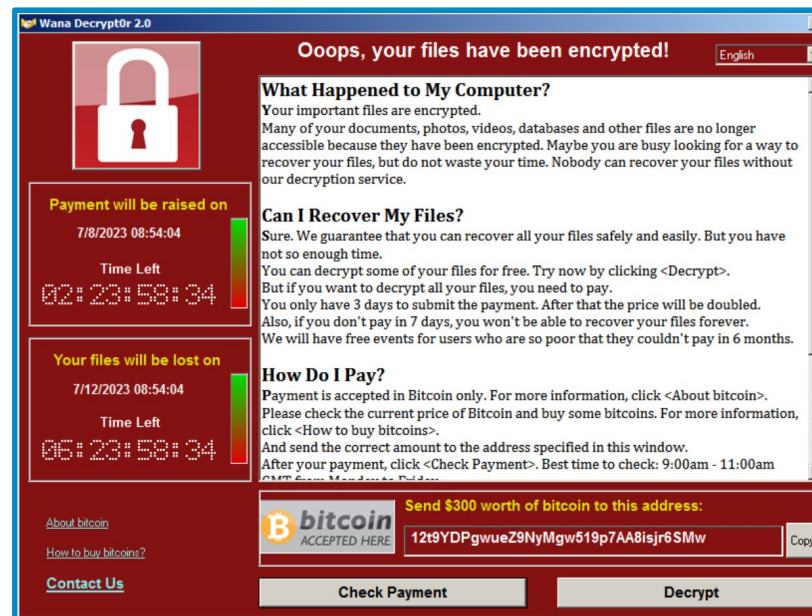 Wana Decrypt0r 2.0
Ooops, your files have been encrypted!
English
What Happened to My Computer?
Your important files are encrypted.
Many of your documents, photos, videos, databases and other files are no longer
accessible because they have been encrypted. Maybe you are busy looking for a way to
recover your files, but do not waste your time. Nobody can recover your files without
our decryption service.
Can I Recover My Files?
Sure. We guarantee that you can recover all your files safely and easily. But you have
not so enough time.
You can decrypt some of your files for free. Try now by clicking <Decrypt>.
But if you want to decrypt all your files, you need to pay.
You only have 3 days to submit the payment. After that the price will be doubled.
Also, if you don't pay in 7 days, you won't be able to recover your files forever.
We will have free events for users who are so poor that they couldn't pay in 6 months.
How Do I Pay?
Payment is accepted in Bitcoin only. For more information, click <About bitcoin>.
Please check the current price of Bitcoin and buy some bitcoins. For more information,
click <How to buy bitcoins>.
And send the correct amount to the address specified in this window.
After your payment, click <Check Payment>. Best time to check: 9:00am - 11:00am
GMT from Monday to Friday.
Payment will be raised on
7/8/2023 08:54:04
Time Left
02:23:58:34
Your files will be lost on
7/12/2023 08:54:04
Time Left
06:23:58:34
About bitcoin
How to buy bitcoins?
Contact Us
bitcoin
ACCEPTED HERE
Send $300 worth of bitcoin to this address:
12t9YDPgwueZ9NyMgw519p7AA8isjr6SMw
Copy
Check Payment
Decrypt